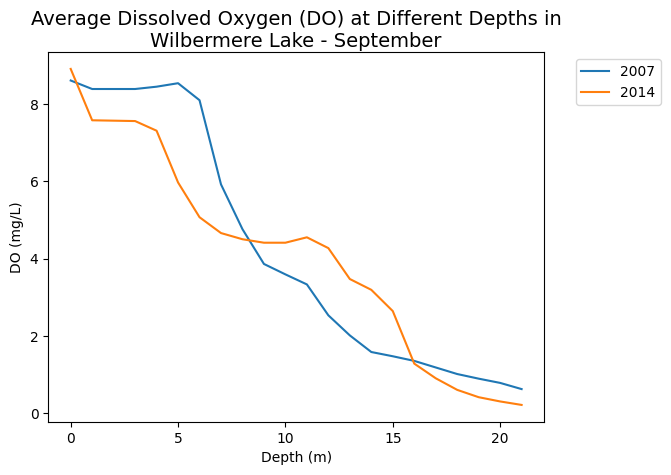 Average Dissolved Oxygen (DO) at Different Depths in
Wilbermere Lake - September
2007
2014
DO (mg/L)
8
6
4
2
0
0 5 10 15 20
Depth (m)